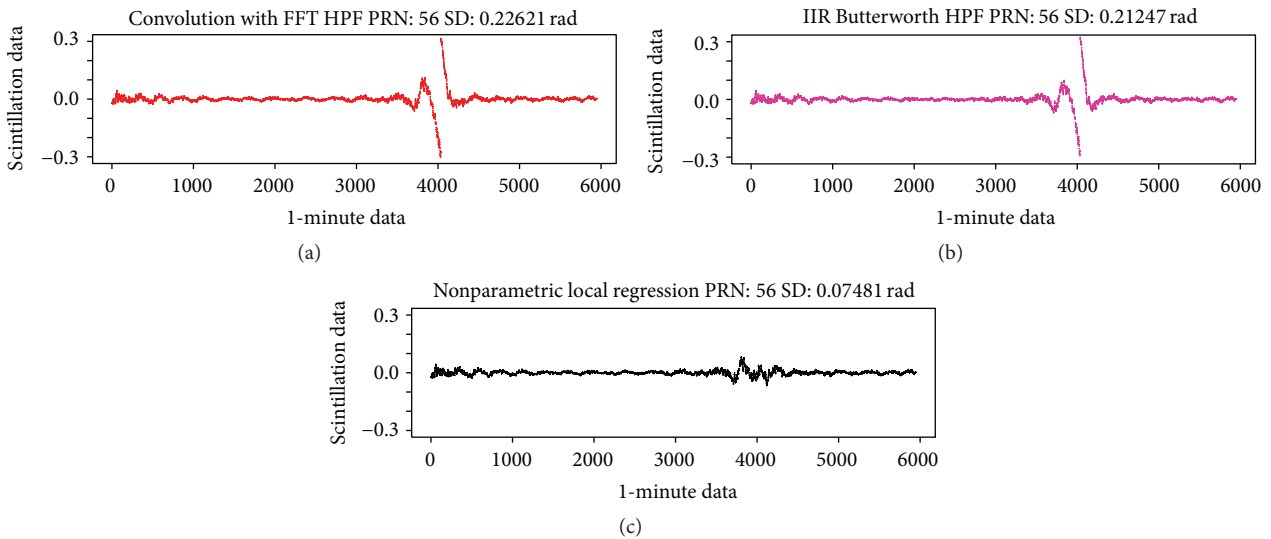 Convolution with FFT HPF PRN: 56 SD: 0.22621 rad
Scintillation data
0.3
0.0
−0.3
0 1000 2000 3000 4000 5000 6000
1-minute data
(a)
IIR Butterworth HPF PRN: 56 SD: 0.21247 rad
Scintillation data
0.3
0.0
−0.3
0 1000 2000 3000 4000 5000 6000
1-minute data
(b)
Nonparametric local regression PRN: 56 SD: 0.07481 rad
Scintillation data
0.3
0.0
−0.3
0 1000 2000 3000 4000 5000 6000
1-minute data
(c)